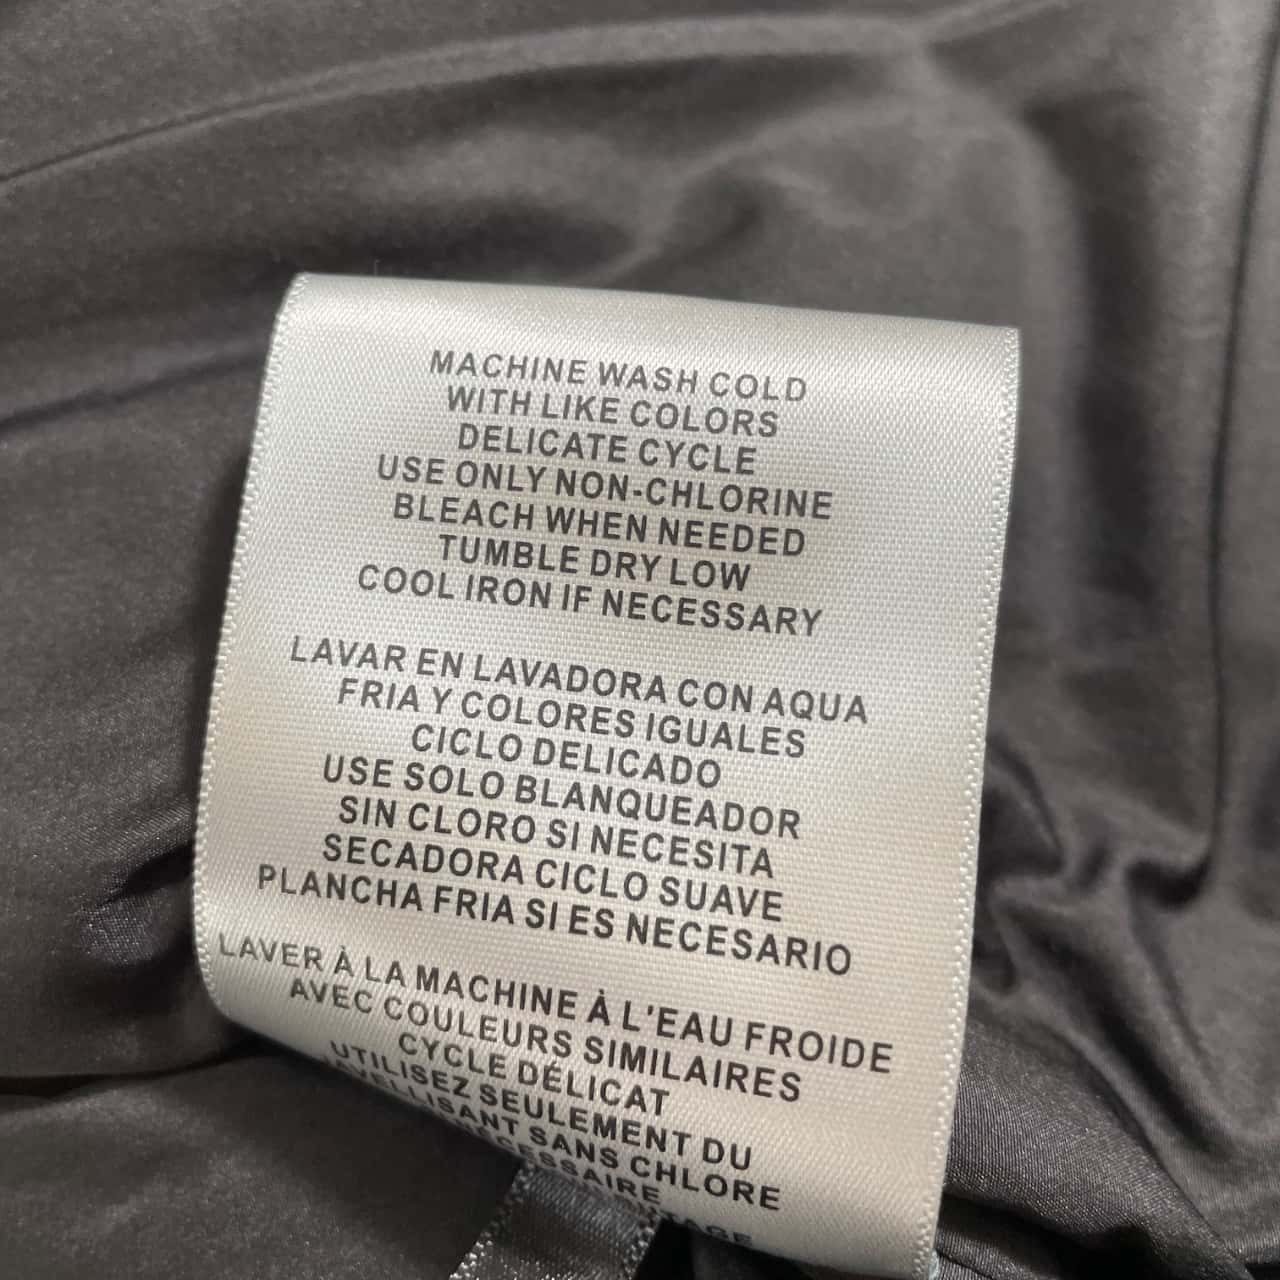 MACHINE WASH COLD
WITH LIKE COLORS
DELICATE CYCLE
USE ONLY NON-CHLORINE
BLEACH WHEN NEEDED
TUMBLE DRY LOW
COOL IRON IF NECESSARY
LAVAR EN LAVADORA CON AQUA
FRIA Y COLORES IGUALES
CICLO DELICADO
USE SOLO BLANQUEADOR
SIN CLORO SI NECESITA
SECADORA CICLO SUAVE
PLANCHA FRIA SI ES NECESARIO
LAVER À LA MACHINE À L'EAU FROIDE
AVEC COULEURS SIMILAIRES
CYCLE DÉLICAT
UTILISEZ SEULEMENT DU
SANS CHLORE